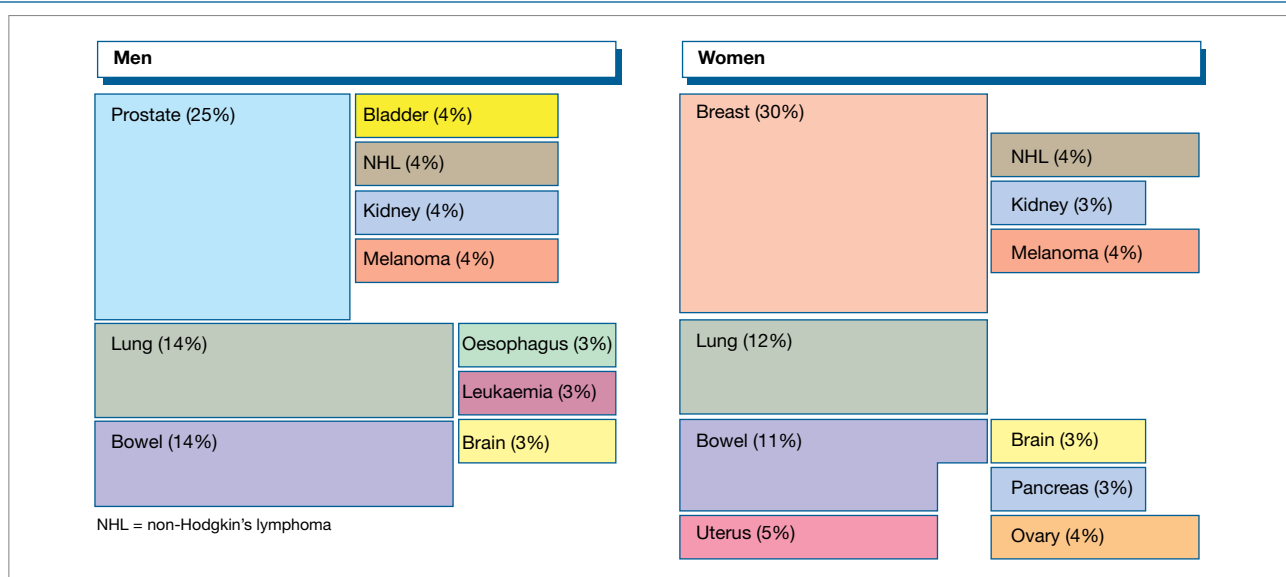 Men
Prostate (25%)
Bladder (4%)
NHL (4%)
Kidney (4%)
Melanoma (4%)
Lung (14%)
Oesophagus (3%)
Leukaemia (3%)
Bowel (14%)
Brain (3%)
NHL = non-Hodgkin's lymphoma
Women
Breast (30%)
NHL (4%)
Kidney (3%)
Melanoma (4%)
Lung (12%)
Bowel (11%)
Brain (3%)
Pancreas (3%)
Uterus (5%)
Ovary (4%)